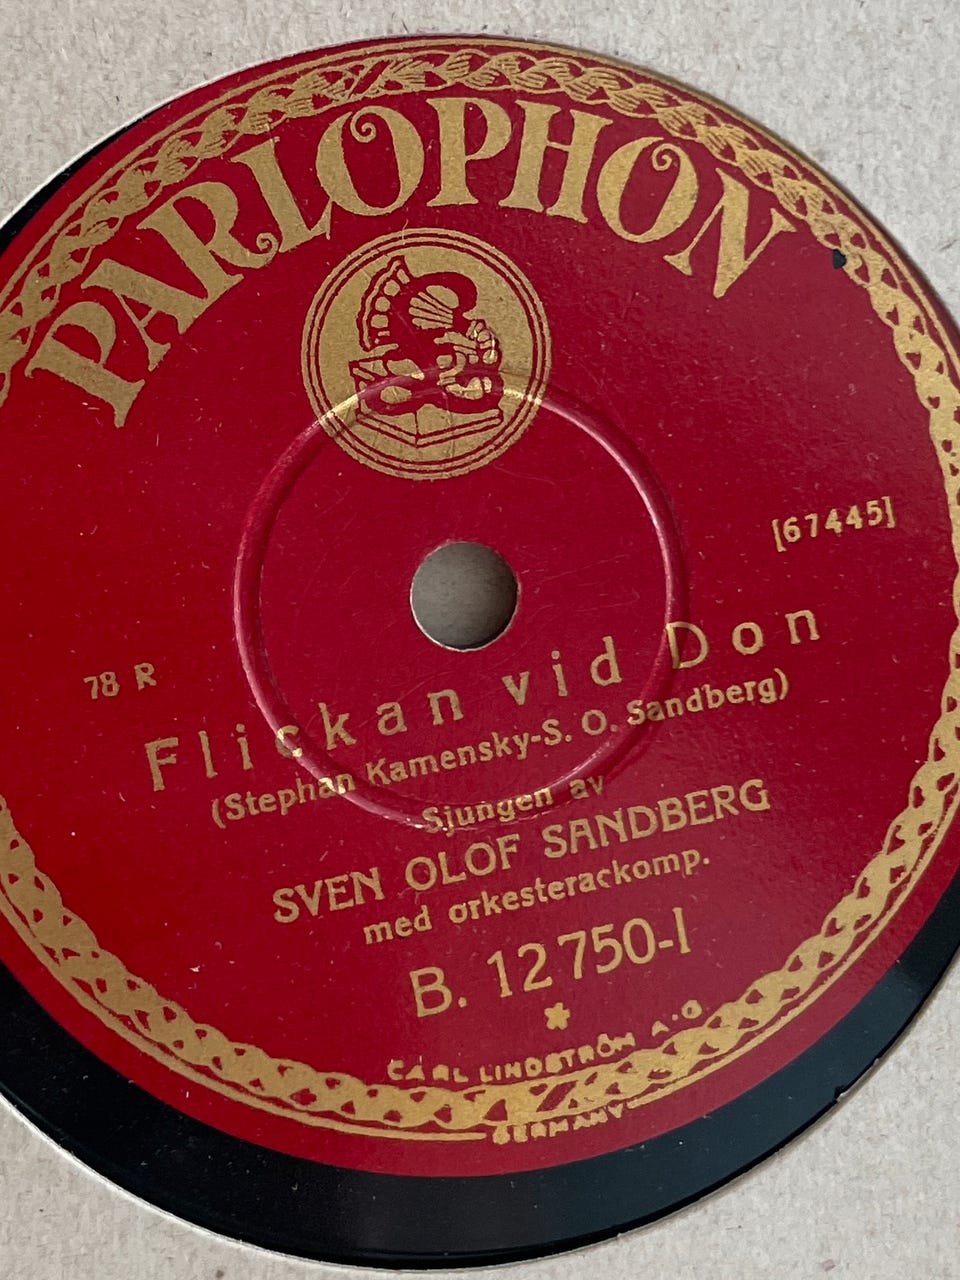 PARLOPHON
[67445]
78 R
Flickan vid Don
(Stephan Kamensky-S. O. Sandberg)
Sjungen av
SVEN OLOF SANDBERG
med orkesterackomp.
B. 12750-I
CARL LINDSTRÖM A·G
GERMANY